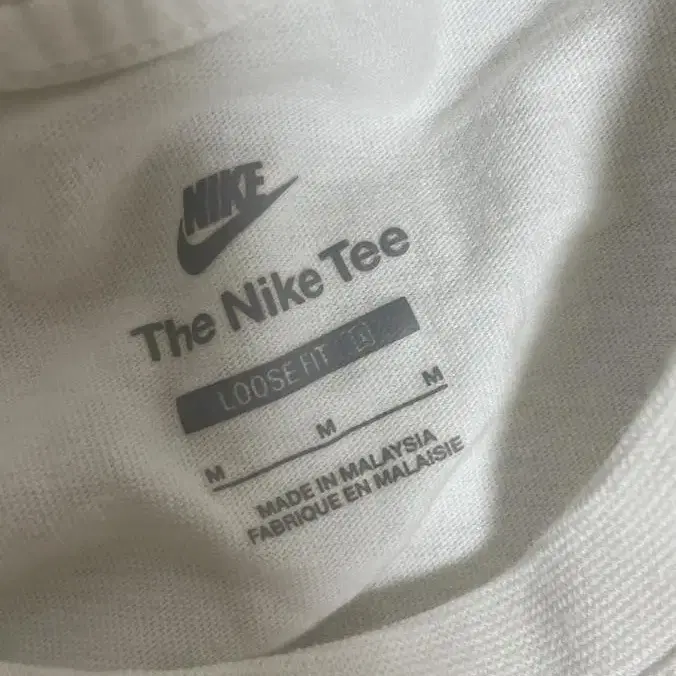 NIKE
The Nike Tee
LOOSE FIT
M M M
MADE IN MALAYSIA
FABRIQUE EN MALAISIE